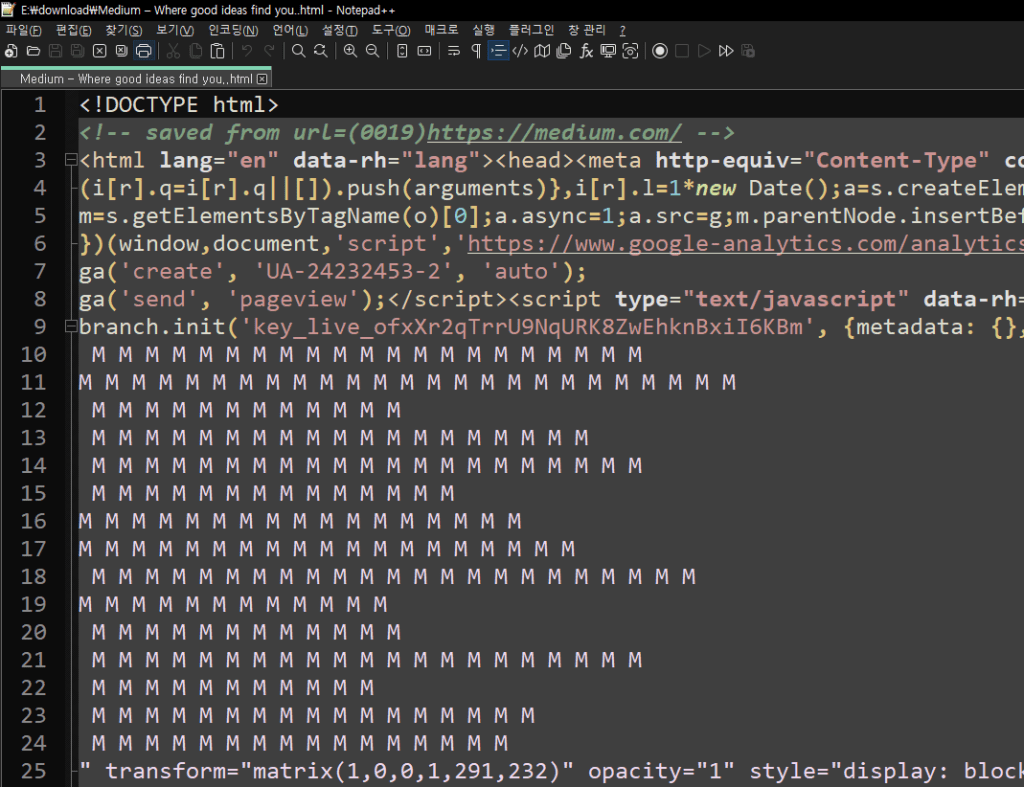 E:₩download₩Medium – Where good ideas find you..html - Notepad++
파일(F) 편집(E) 찾기(S) 보기(V) 인코딩(N) 언어(L) 설정(T) 도구(O) 매크로 실행 플러그인 창 관리 ?
Medium – Where good ideas find you..html
1 <!DOCTYPE html>
2 <!-- saved from url=(0019)https://medium.com/ -->
3 <html lang="en" data-rh="lang"><head><meta http-equiv="Content-Type" co
4 (i[r].q=i[r].q||[]).push(arguments)},i[r].l=1*new Date();a=s.createElem
5 m=s.getElementsByTagName(o)[0];a.async=1;a.src=g;m.parentNode.insertBef
6 })(window,document,'script','https://www.google-analytics.com/analytics
7 ga('create', 'UA-24232453-2', 'auto');
8 ga('send', 'pageview');</script><script type="text/javascript" data-rh=
9 branch.init('key_live_ofxXr2qTrrU9NqURK8ZwEhknBxiI6KBm', {metadata: {},
10 M M M M M M M M M M M M M M M M M M M M M
11 M M M M M M M M M M M M M M M M M M M M M M M M M
12 M M M M M M M M M M M M
13 M M M M M M M M M M M M M M M M M M M
14 M M M M M M M M M M M M M M M M M M M M M
15 M M M M M M M M M M M M M M
16 M M M M M M M M M M M M M M M M M
17 M M M M M M M M M M M M M M M M M M M
18 M M M M M M M M M M M M M M M M M M M M M M M
19 M M M M M M M M M M M M
20 M M M M M M M M M M M M
21 M M M M M M M M M M M M M M M M M M M M M
22 M M M M M M M M M M M
23 M M M M M M M M M M M M M M M M M
24 M M M M M M M M M M M M M M M M
25 " transform="matrix(1,0,0,1,291,232)" opacity="1" style="display: block